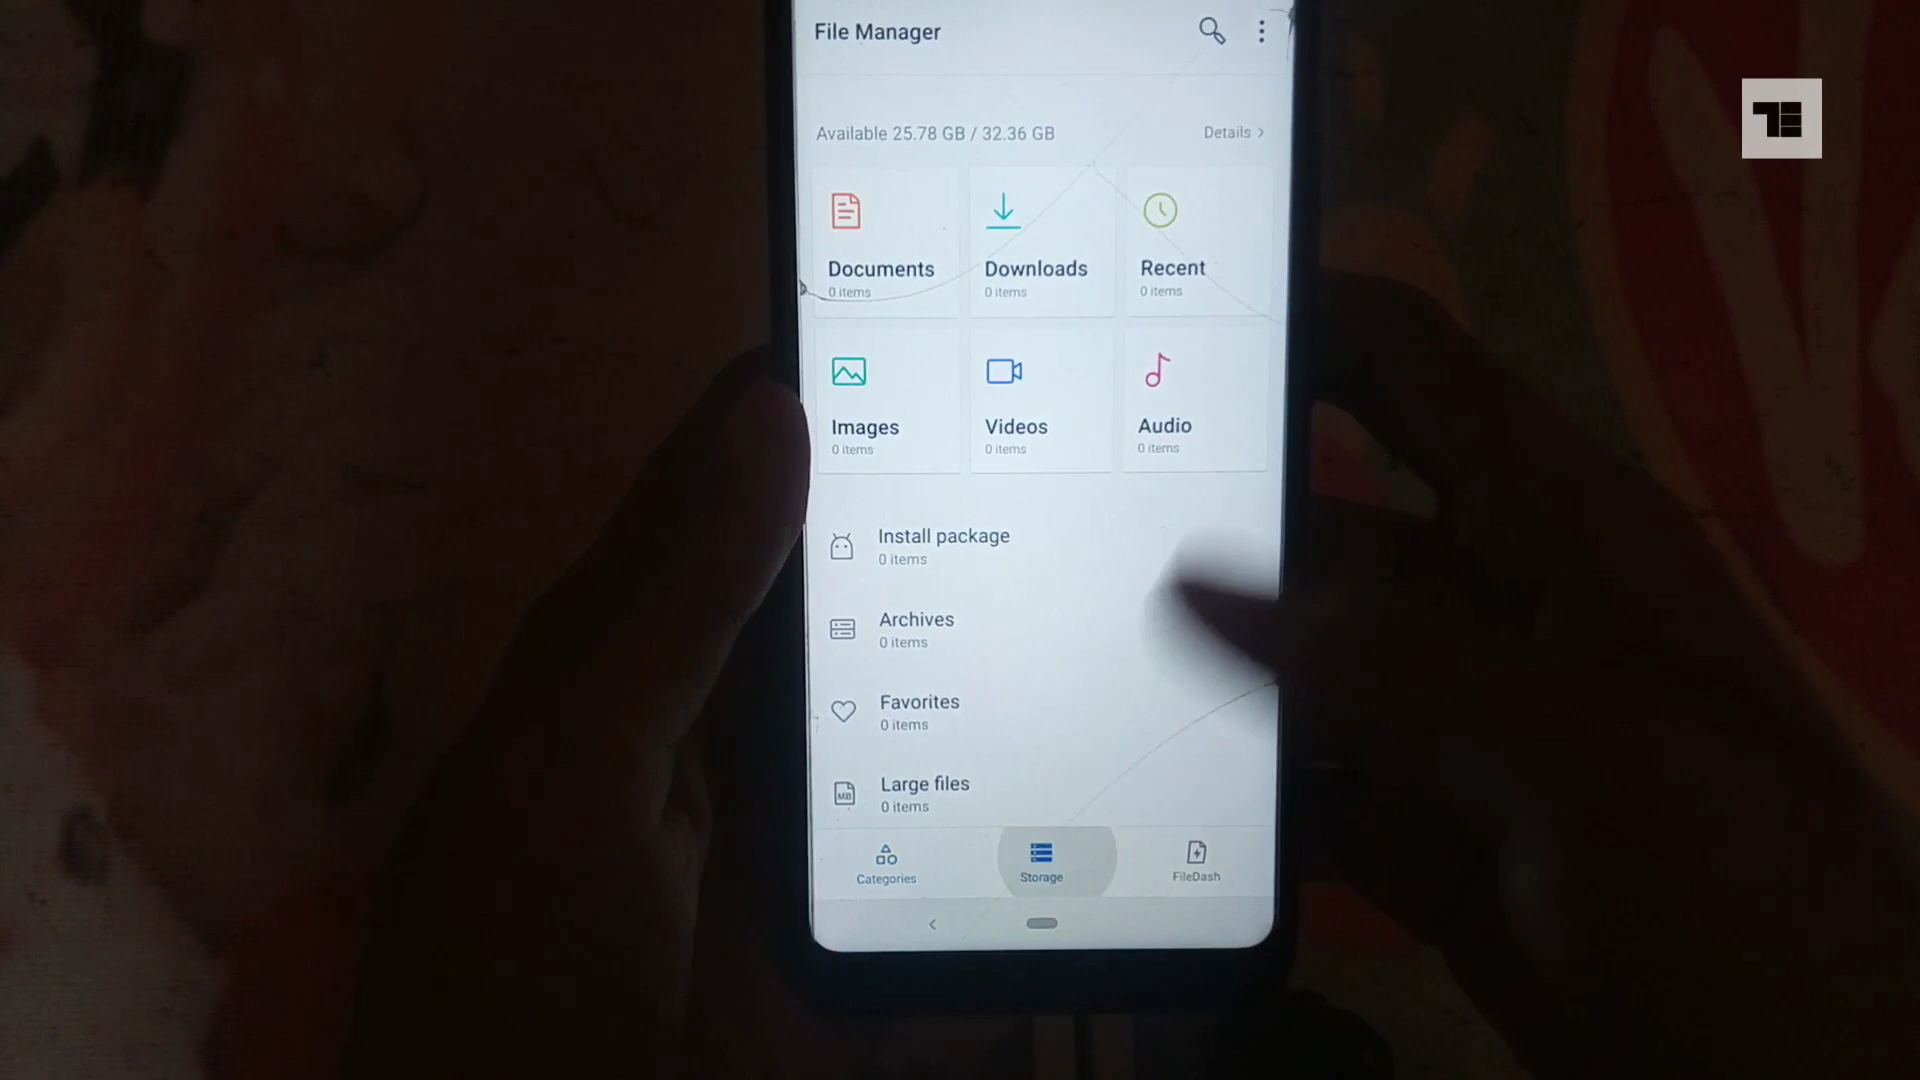 File Manager
Available 25.78 GB / 32.36 GB
Details >
Documents
0 items
Downloads
0 items
Recent
0 items
Images
0 items
Videos
0 items
Audio
0 items
Install package
0 items
Archives
0 items
Favorites
0 items
MB
Large files
0 items
Categories
Storage
FileDash